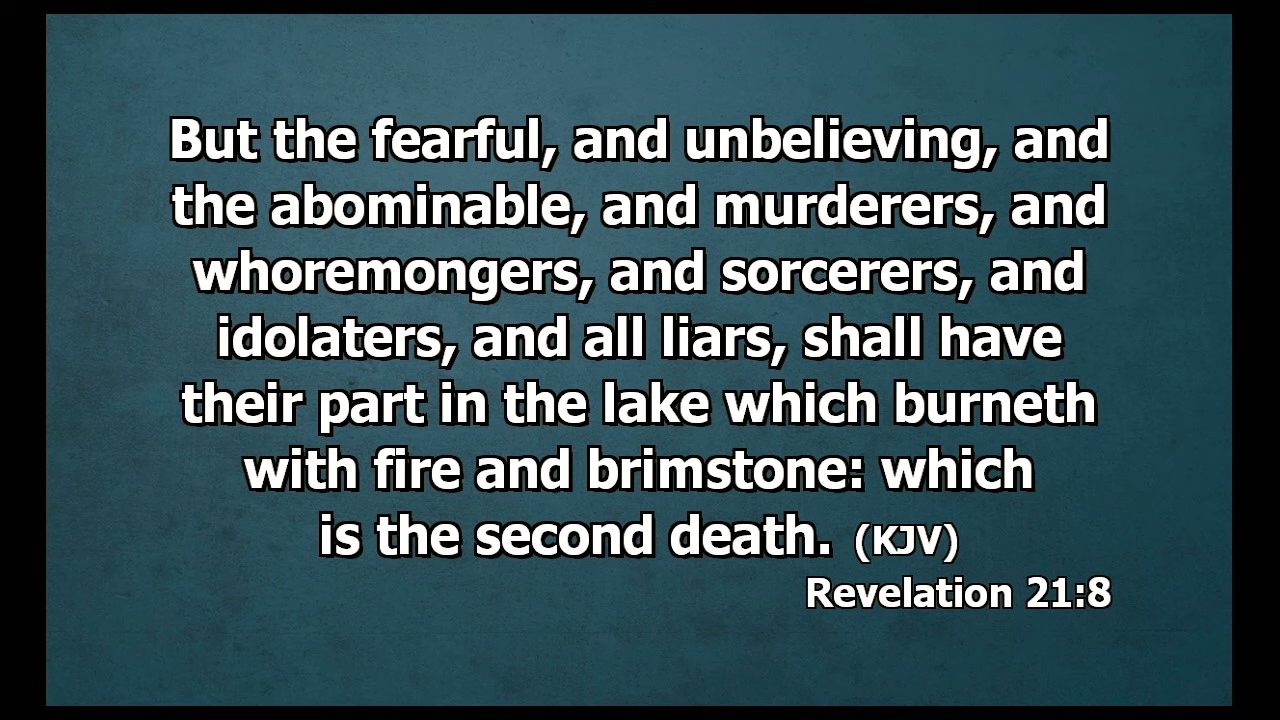 But the fearful, and unbelieving, and
the abominable, and murderers, and
whoremongers, and sorcerers, and
idolaters, and all liars, shall have
their part in the lake which burneth
with fire and brimstone: which
is the second death. (KJV)
Revelation 21:8